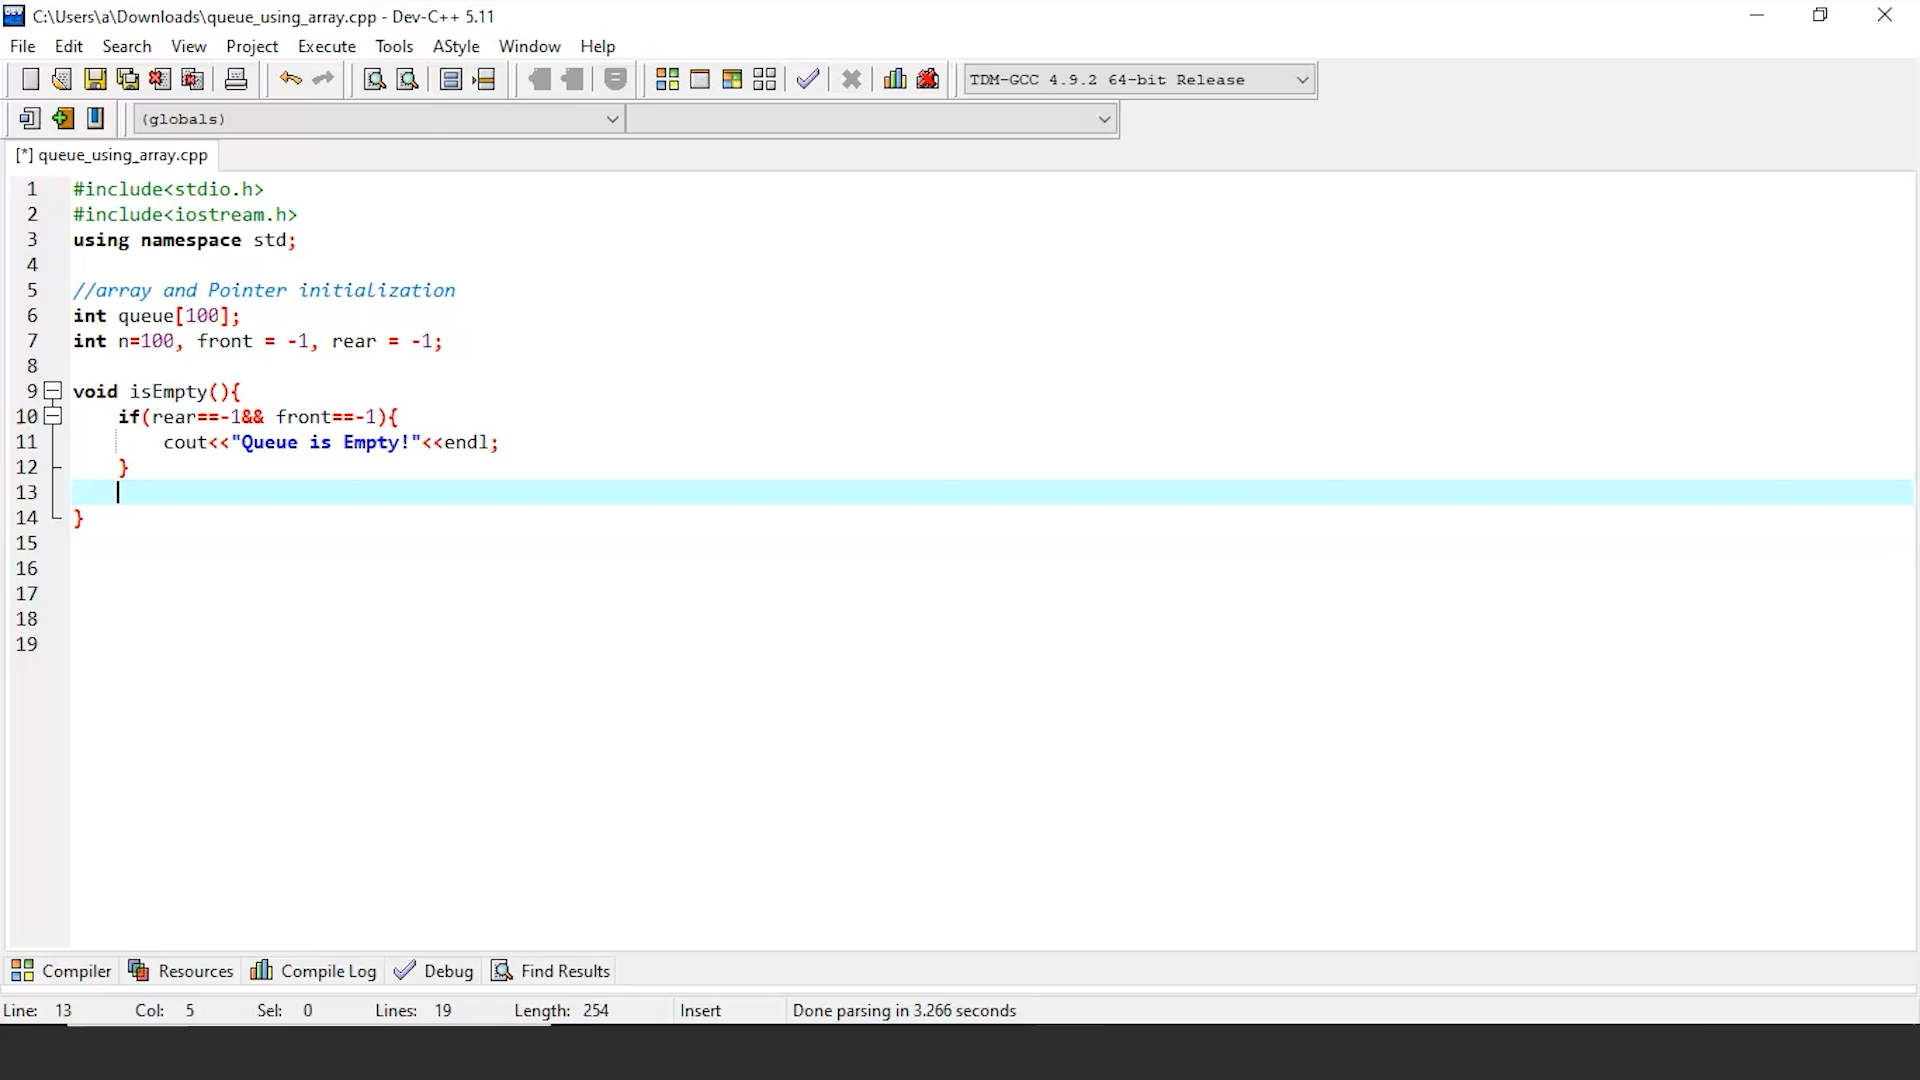 C:\Users\a\Downloads\queue_using_array.cpp - Dev-C++ 5.11
File Edit Search View Project Execute Tools AStyle Window Help
TDM-GCC 4.9.2 64-bit Release
(globals)
[*] queue_using_array.cpp
1 #include<stdio.h>
2 #include<iostream.h>
3 using namespace std;
4
5 //array and Pointer initialization
6 int queue[100];
7 int n=100, front = -1, rear = -1;
8
9 void isEmpty(){
10 if(rear==-1&& front==-1){
11 cout<<"Queue is Empty!"<<endl;
12 }
13
14 }
15
16
17
18
19
Compiler Resources Compile Log Debug Find Results
Line: 13 Col: 5 Sel: 0 Lines: 19 Length: 254 Insert Done parsing in 3.266 seconds